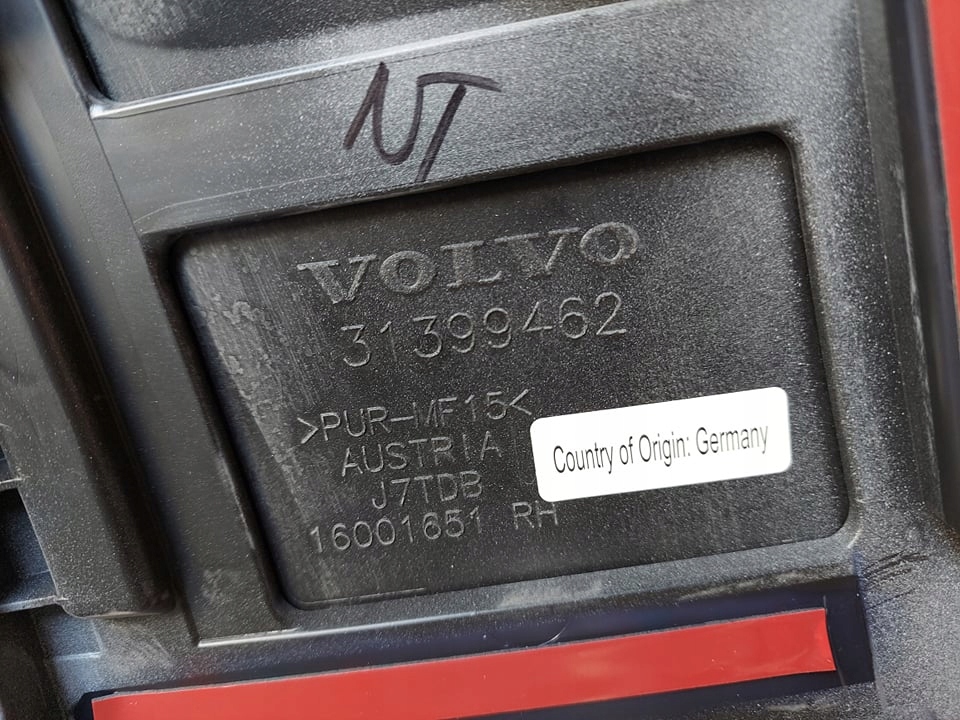 NT
VOLVO
31399462
>PUR-MF15<
AUSTRIA
Country of Origin: Germany
J7TDB
16001651 RH